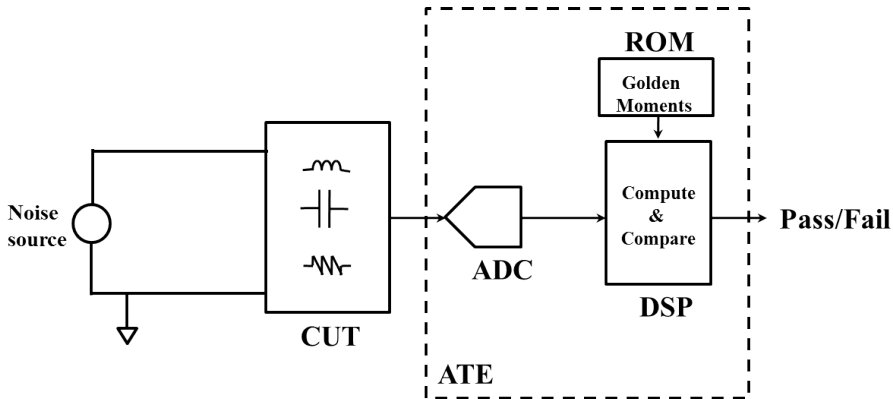 ROM
Golden
Moments
Noise
source
Compute
&
Compare
Pass/Fail
ADC
DSP
CUT
ATE